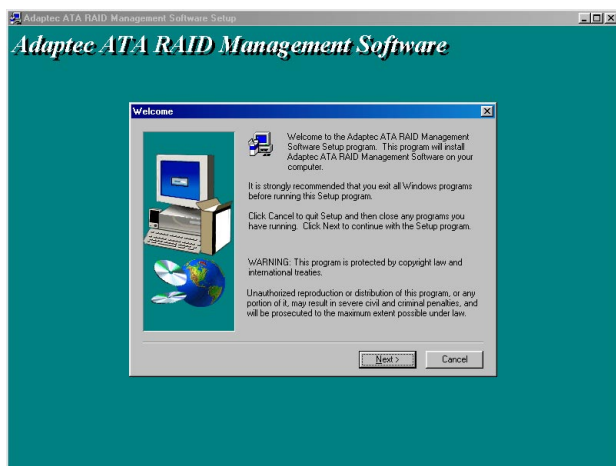 Adaptec ATA RAID Management Software Setup
Adaptec ATA RAID Management Software
Welcome
Welcome to the Adaptec ATA RAID Management
Software Setup program. This program will install
Adaptec ATA RAID Management Software on your
computer.
It is strongly recommended that you exit all Windows programs
before running this Setup program.
Click Cancel to quit Setup and then close any programs you
have running. Click Next to continue with the Setup program.
WARNING: This program is protected by copyright law and
international treaties.
Unauthorized reproduction or distribution of this program, or any
portion of it, may result in severe civil and criminal penalties, and
will be prosecuted to the maximum extent possible under law.
Next >
Cancel